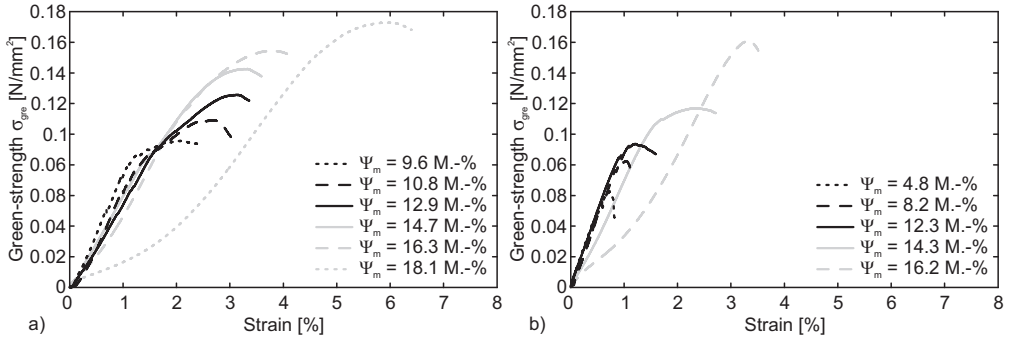 0.18
0.16
0.14
0.12
0.1
0.06
0.08
0.04
0.02
0
Green-strength σgre [N/mm²]
Ψm = 9.6 M.-%
Ψm = 10.8 M.-%
Ψm = 12.9 M.-%
Ψm = 14.7 M.-%
Ψm = 16.3 M.-%
Ψm = 18.1 M.-%
0 1 2 3 4 5 6 7 8
a) Strain [%]
0.18
0.16
0.14
0.12
0.1
0.06
0.08
0.04
0.02
0
Green-strength σgre [N/mm²]
Ψm = 4.8 M.-%
Ψm = 8.2 M.-%
Ψm = 12.3 M.-%
Ψm = 14.3 M.-%
Ψm = 16.2 M.-%
0 1 2 3 4 5 6 7 8
b) Strain [%]